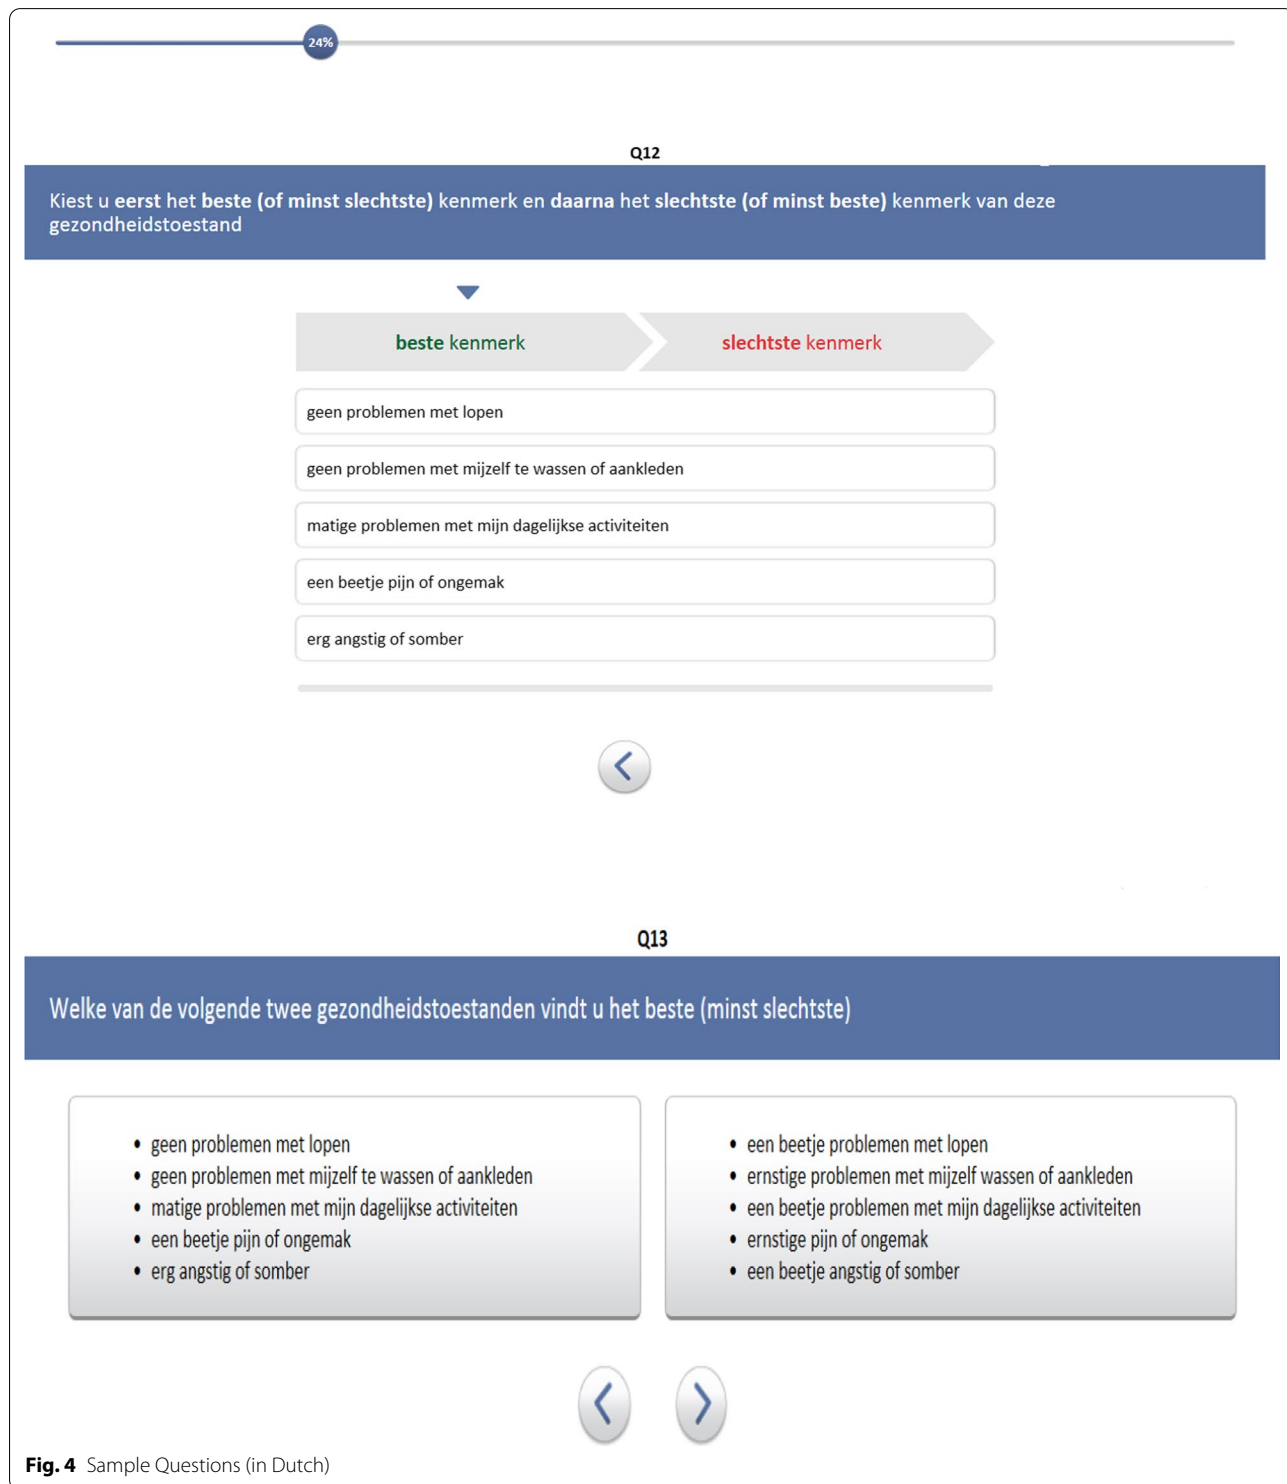 24%
Q12
Kiest u eerst het beste (of minst slechtste) kenmerk en daarna het slechtste (of minst beste) kenmerk van deze
gezondheidstoestand
beste kenmerk
slechtste kenmerk
geen problemen met lopen
geen problemen met mijzelf te wassen of aankleden
matige problemen met mijn dagelijkse activiteiten
een beetje pijn of ongemak
erg angstig of somber
Q13
Welke van de volgende twee gezondheidstoestanden vindt u het beste (minst slechtste)
• geen problemen met lopen
• geen problemen met mijzelf te wassen of aankleden
• matige problemen met mijn dagelijkse activiteiten
• een beetje pijn of ongemak
• erg angstig of somber
• een beetje problemen met lopen
• ernstige problemen met mijzelf wassen of aankleden
• een beetje problemen met mijn dagelijkse activiteiten
• ernstige pijn of ongemak
• een beetje angstig of somber
Fig. 4 Sample Questions (in Dutch)